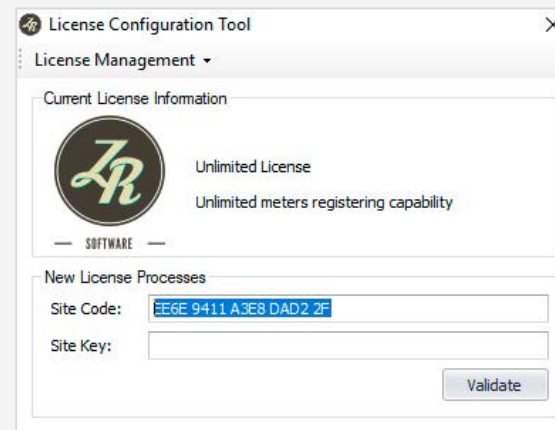 License Configuration Tool
License Management
Current License Information
ZR
SOFTWARE
Unlimited License
Unlimited meters registering capability
New License Processes
Site Code: EE6E 9411 A3E8 DAD2 2F
Site Key:
Validate